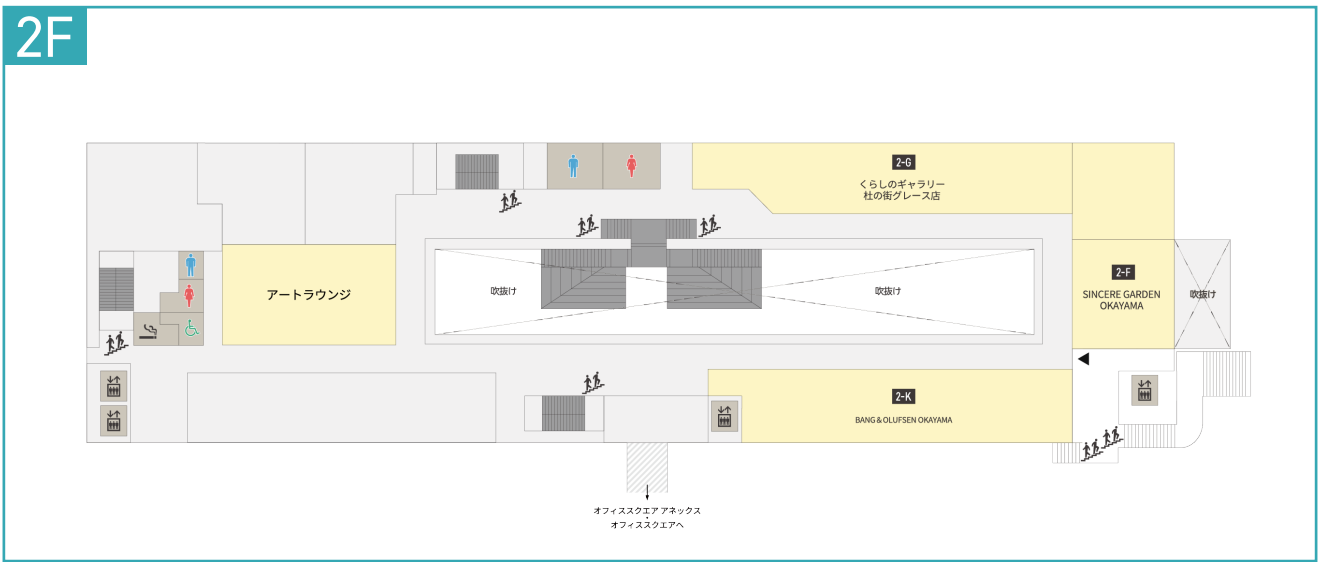 2F
2-G
くらしのギャラリー
杜の街グレース店
アートラウンジ
吹抜け
吹抜け
2-F
SINCERE GARDEN
OKAYAMA
吹抜け
2-K
BANG & OLUFSEN OKAYAMA
オフィススクエア アネックス
・
オフィススクエアへ